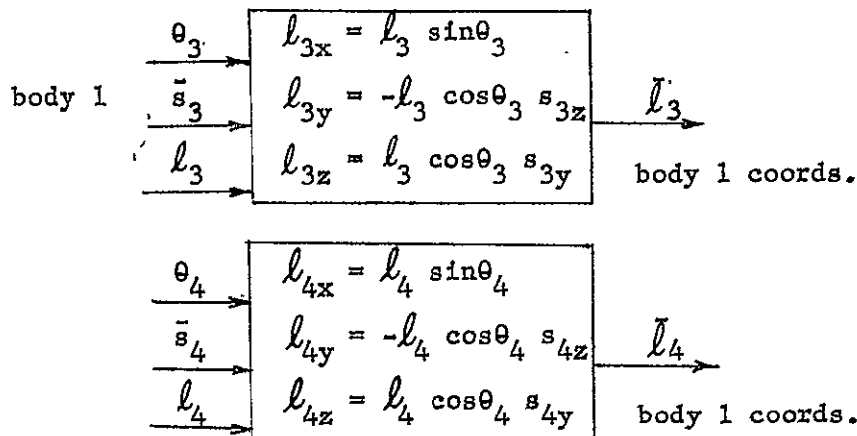 θ₃ ℓ₃ₓ = ℓ₃ sinθ₃
body 1 s̄₃ ℓ₃y = -ℓ₃ cosθ₃ s₃z ℓ̄₃
ℓ₃ ℓ₃z = ℓ₃ cosθ₃ s₃y
body 1 coords.
θ₄ ℓ₄ₓ = ℓ₄ sinθ₄
s̄₄ ℓ₄y = -ℓ₄ cosθ₄ s₄z ℓ̄₄
ℓ₄ ℓ₄z = ℓ₄ cosθ₄ s₄y
body 1 coords.